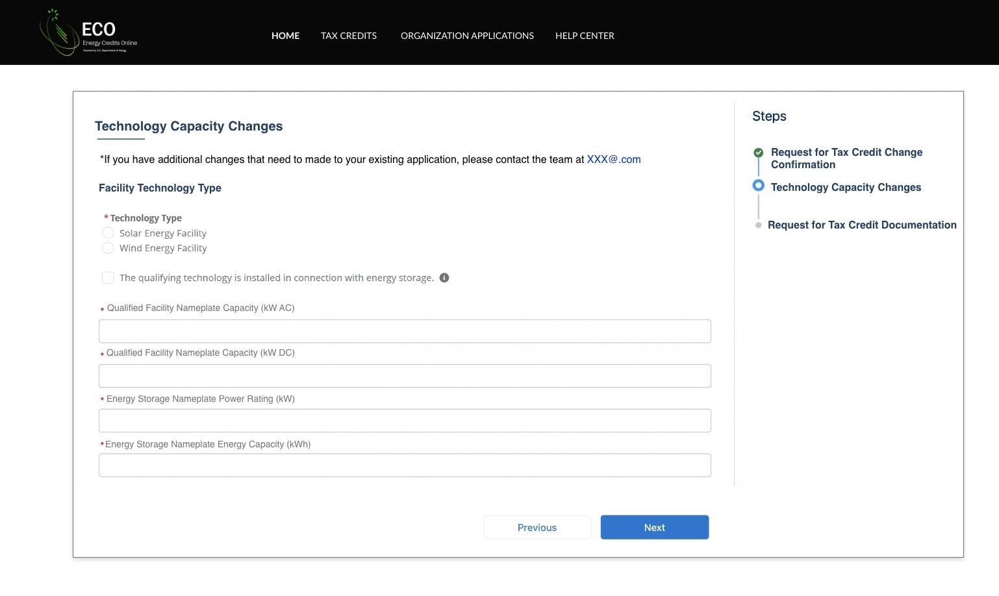 ECO
Energy Credits Online
Powered by U.S. Department of Energy
HOME TAX CREDITS ORGANIZATION APPLICATIONS HELP CENTER
Technology Capacity Changes
*If you have additional changes that need to made to your existing application, please contact the team at XXX@.com
Facility Technology Type
*Technology Type
Solar Energy Facility
Wind Energy Facility
The qualifying technology is installed in connection with energy storage.
* Qualified Facility Nameplate Capacity (kW AC)
* Qualified Facility Nameplate Capacity (kW DC)
* Energy Storage Nameplate Power Rating (kW)
*Energy Storage Nameplate Energy Capacity (kWh)
Previous Next
Steps
Request for Tax Credit Change
Confirmation
Technology Capacity Changes
Request for Tax Credit Documentation